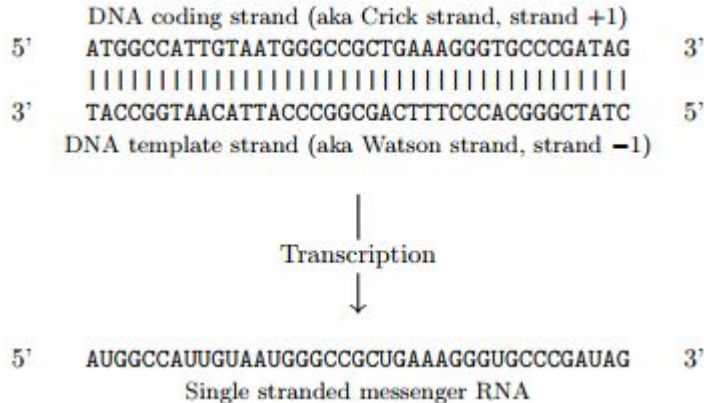 DNA coding strand (aka Crick strand, strand +1)
5' ATGGCCATTGTAATGGGCCGCTGAAAGGGTGCCCGATAG 3'
|||||||||||||||||||||||||||||||||||||||
3' TACCGGTAACATTACCCGGCGACTTTCCCACGGGCTATC 5'
DNA template strand (aka Watson strand, strand −1)
Transcription
5' AUGGCCAUUGUAAUGGGCCGCUGAAAGGGUGCCCGAUAG 3'
Single stranded messenger RNA